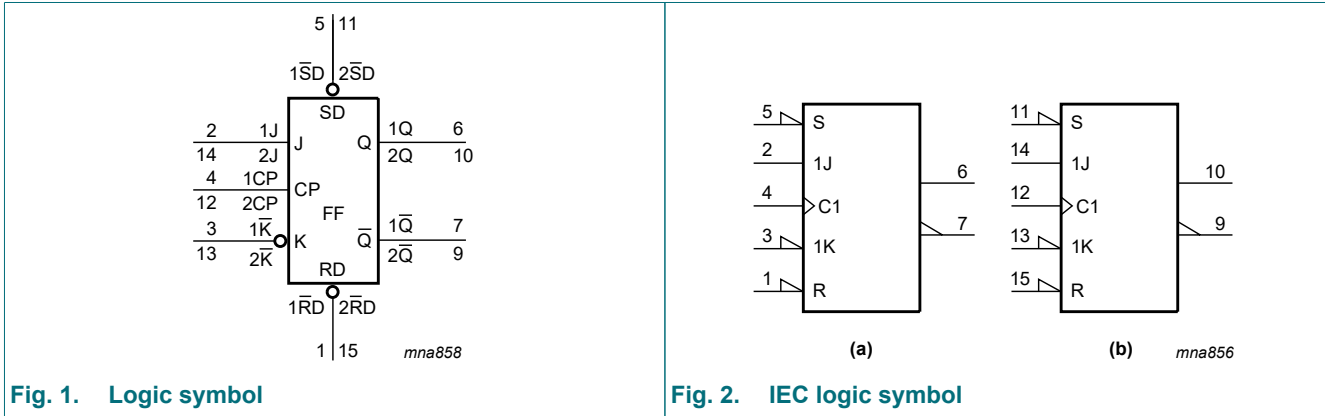 5 11
1S̅D 2S̅D
SD
2 1J J Q 1Q 6
14 2J 2Q 10
4 1CP CP
12 2CP
FF
3 1K̅ K Q̅ 1Q̅ 7
13 2K̅ 2Q̅ 9
RD
1R̅D 2R̅D
1 15 mna858
Fig. 1. Logic symbol
5 S
2 1J
6
4 C1
7
3 1K
1 R
(a)
11 S
14 1J
10
12 C1
9
13 1K
15 R
(b) mna856
Fig. 2. IEC logic symbol